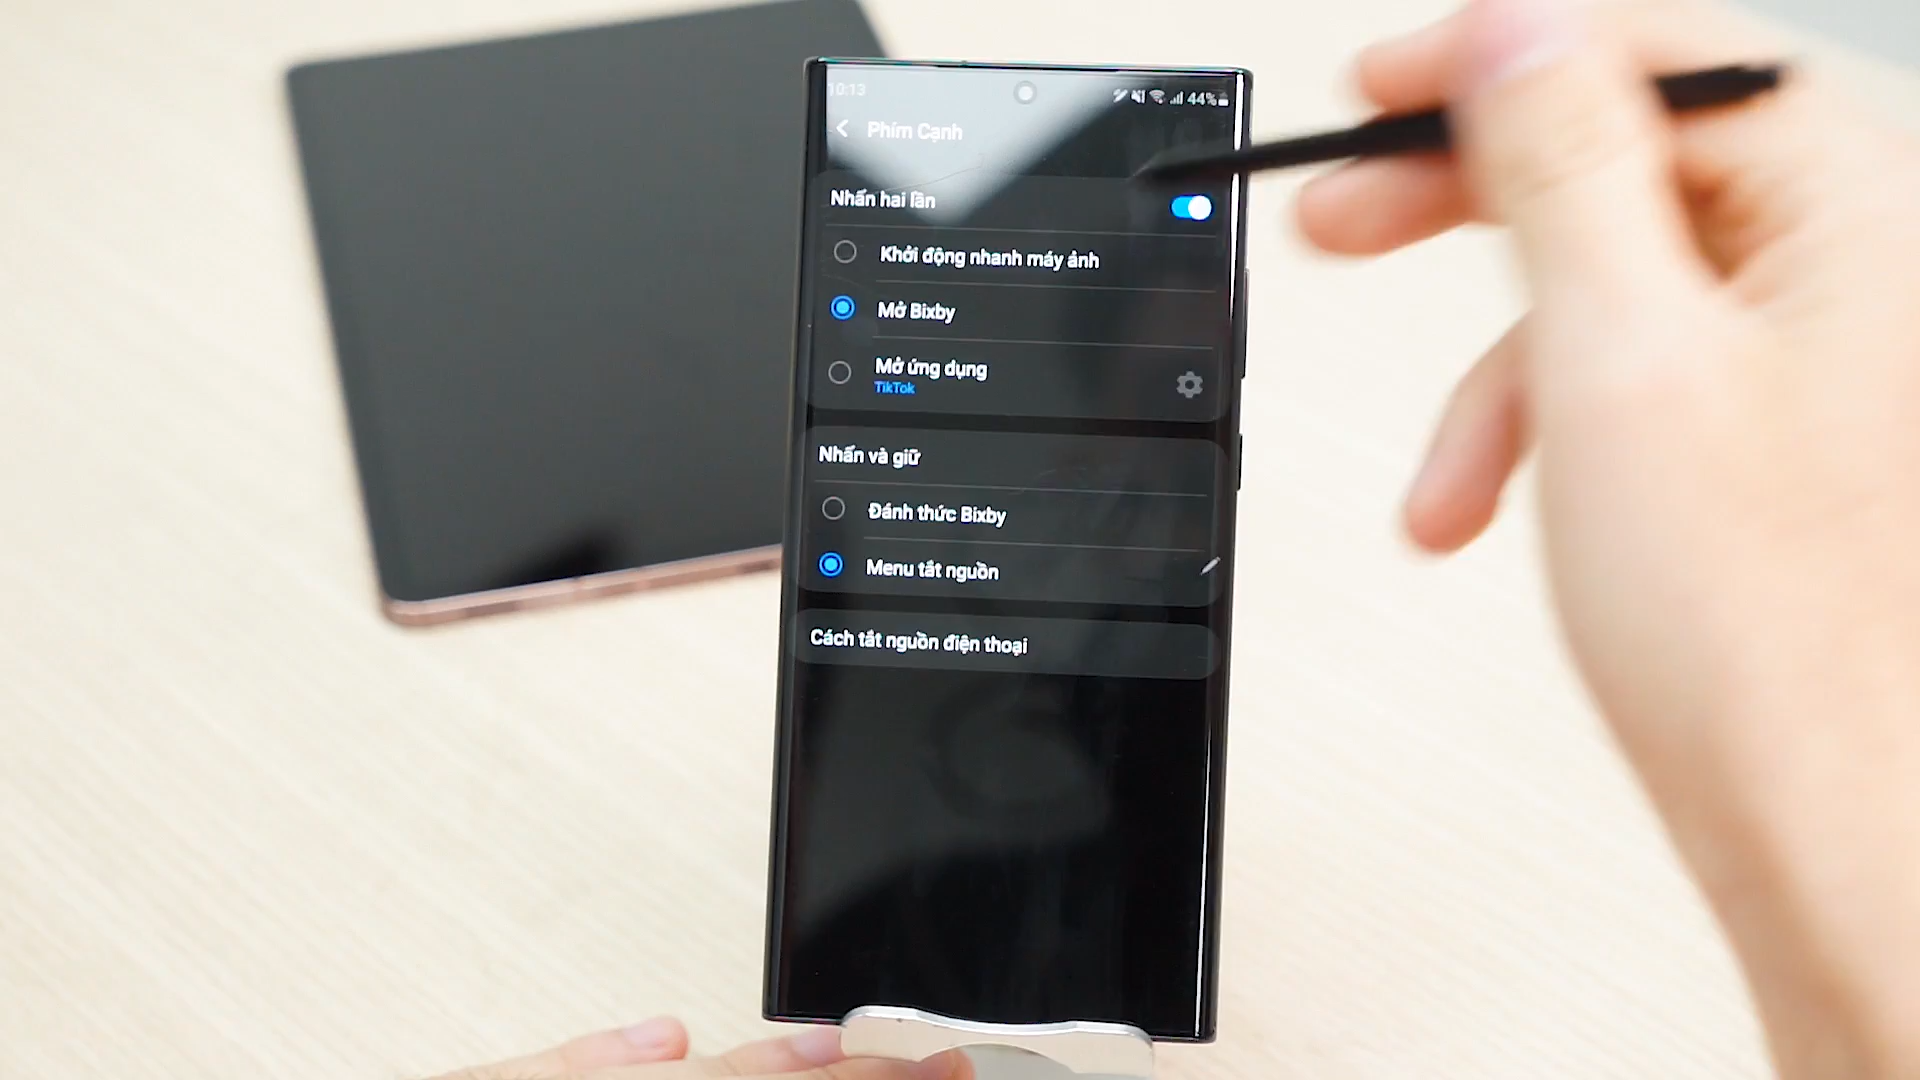 10:13
44%
Phím Cạnh
Nhấn hai lần
Khởi động nhanh máy ảnh
Mở Bixby
Mở ứng dụng
TikTok
Nhấn và giữ
Đánh thức Bixby
Menu tắt nguồn
Cách tắt nguồn điện thoại